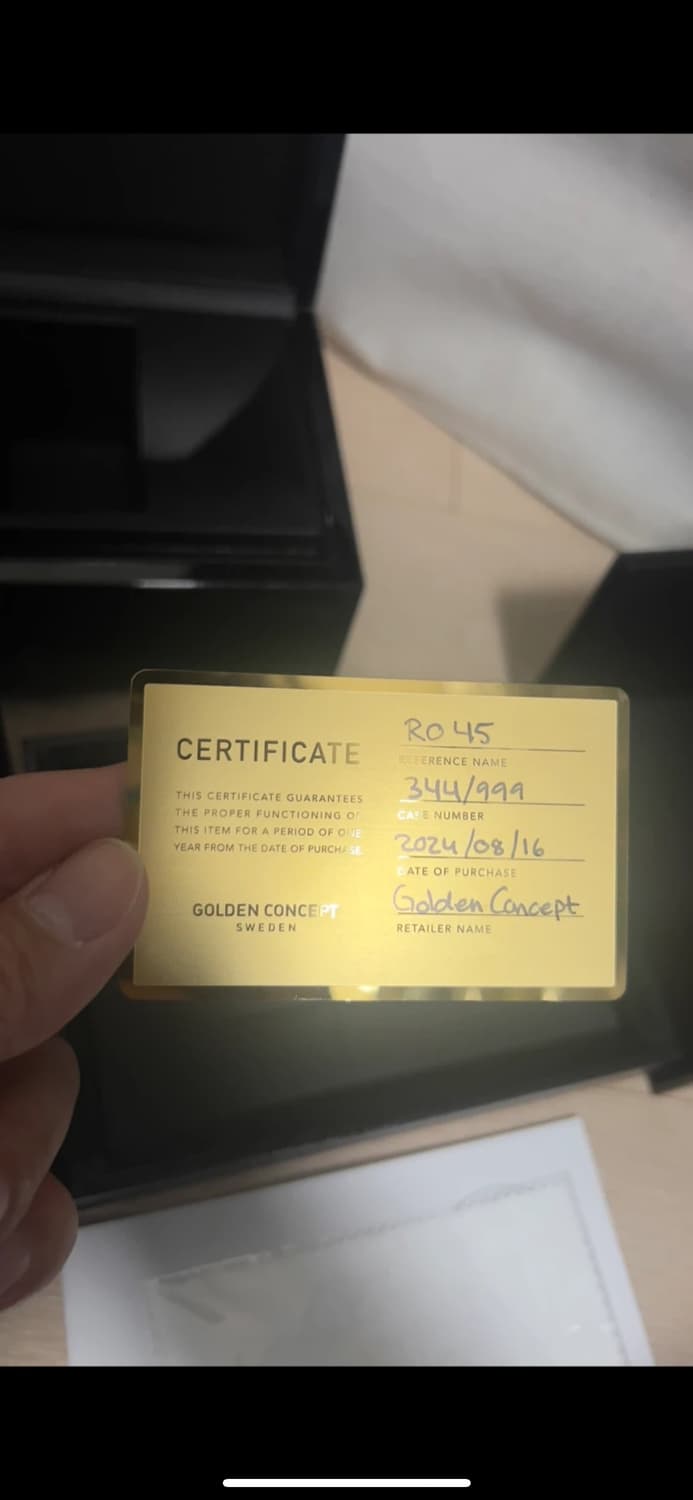 CERTIFICATE
THIS CERTIFICATE GUARANTEES
THE PROPER FUNCTIONING OF
THIS ITEM FOR A PERIOD OF ONE
YEAR FROM THE DATE OF PURCHASE.
GOLDEN CONCEPT
SWEDEN
RO 45
REFERENCE NAME
344/999
CASE NUMBER
2024/08/16
DATE OF PURCHASE
Golden Concept
RETAILER NAME